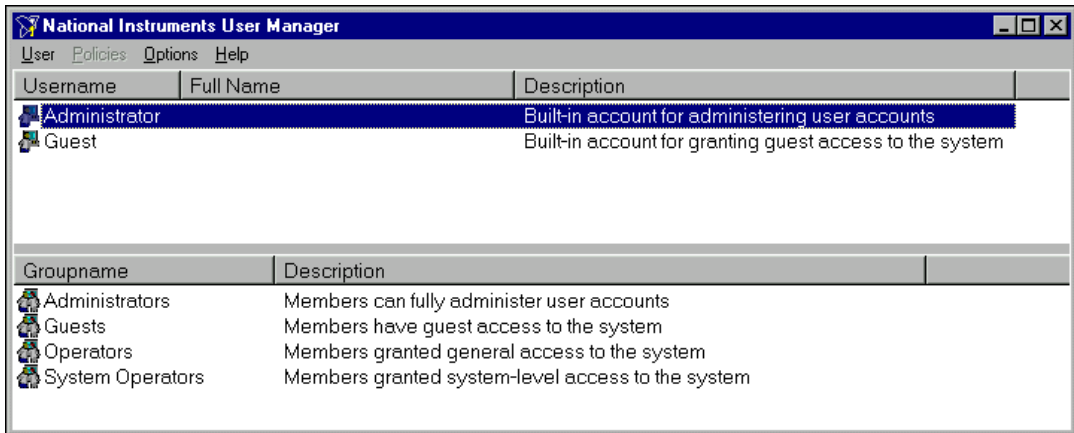 National Instruments User Manager
User Policies Options Help
Username Full Name Description
Administrator Built-in account for administering user accounts
Guest Built-in account for granting guest access to the system
Groupname Description
Administrators Members can fully administer user accounts
Guests Members have guest access to the system
Operators Members granted general access to the system
System Operators Members granted system-level access to the system